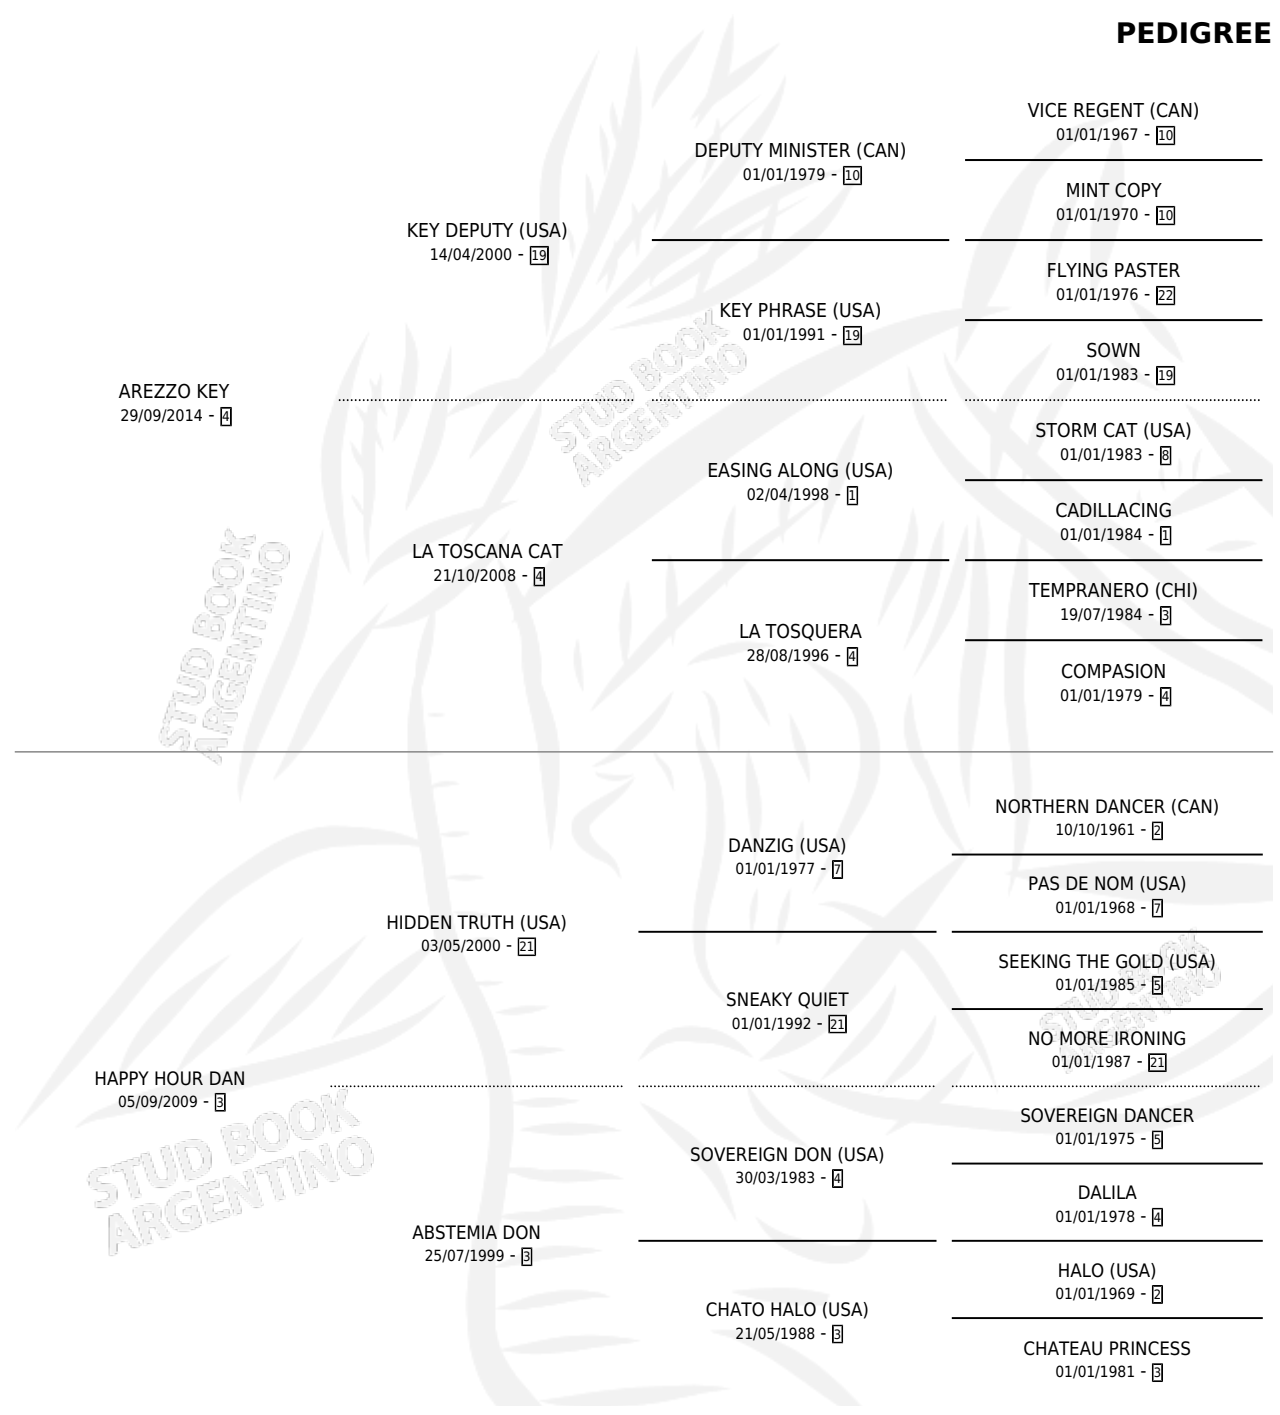 PEDIGREE
VICE REGENT (CAN)
01/01/1967 - 10
DEPUTY MINISTER (CAN)
01/01/1979 - 10
MINT COPY
01/01/1970 - 10
KEY DEPUTY (USA)
14/04/2000 - 19
FLYING PASTER
01/01/1976 - 22
KEY PHRASE (USA)
01/01/1991 - 19
SOWN
01/01/1983 - 19
AREZZO KEY
29/09/2014 - 4
STUD BOOK
ARGENTINO
STORM CAT (USA)
01/01/1983 - 8
EASING ALONG (USA)
02/04/1998 - 1
CADILLACING
01/01/1984 - 1
LA TOSCANA CAT
21/10/2008 - 4
TEMPRANERO (CHI)
19/07/1984 - 3
LA TOSQUERA
28/08/1996 - 4
COMPASION
01/01/1979 - 4
STUD BOOK
ARGENTINO
NORTHERN DANCER (CAN)
10/10/1961 - 2
DANZIG (USA)
01/01/1977 - 7
PAS DE NOM (USA)
01/01/1968 - 7
HIDDEN TRUTH (USA)
03/05/2000 - 21
SEEKING THE GOLD (USA)
01/01/1985 - 5
SNEAKY QUIET
01/01/1992 - 21
STUD BOOK
ARGENTINO
NO MORE IRONING
01/01/1987 - 21
HAPPY HOUR DAN
05/09/2009 - 3
SOVEREIGN DANCER
01/01/1975 - 5
SOVEREIGN DON (USA)
30/03/1983 - 4
STUD BOOK
ARGENTINO
DALILA
01/01/1978 - 4
ABSTEMIA DON
25/07/1999 - 3
HALO (USA)
01/01/1969 - 2
CHATO HALO (USA)
21/05/1988 - 3
CHATEAU PRINCESS
01/01/1981 - 3